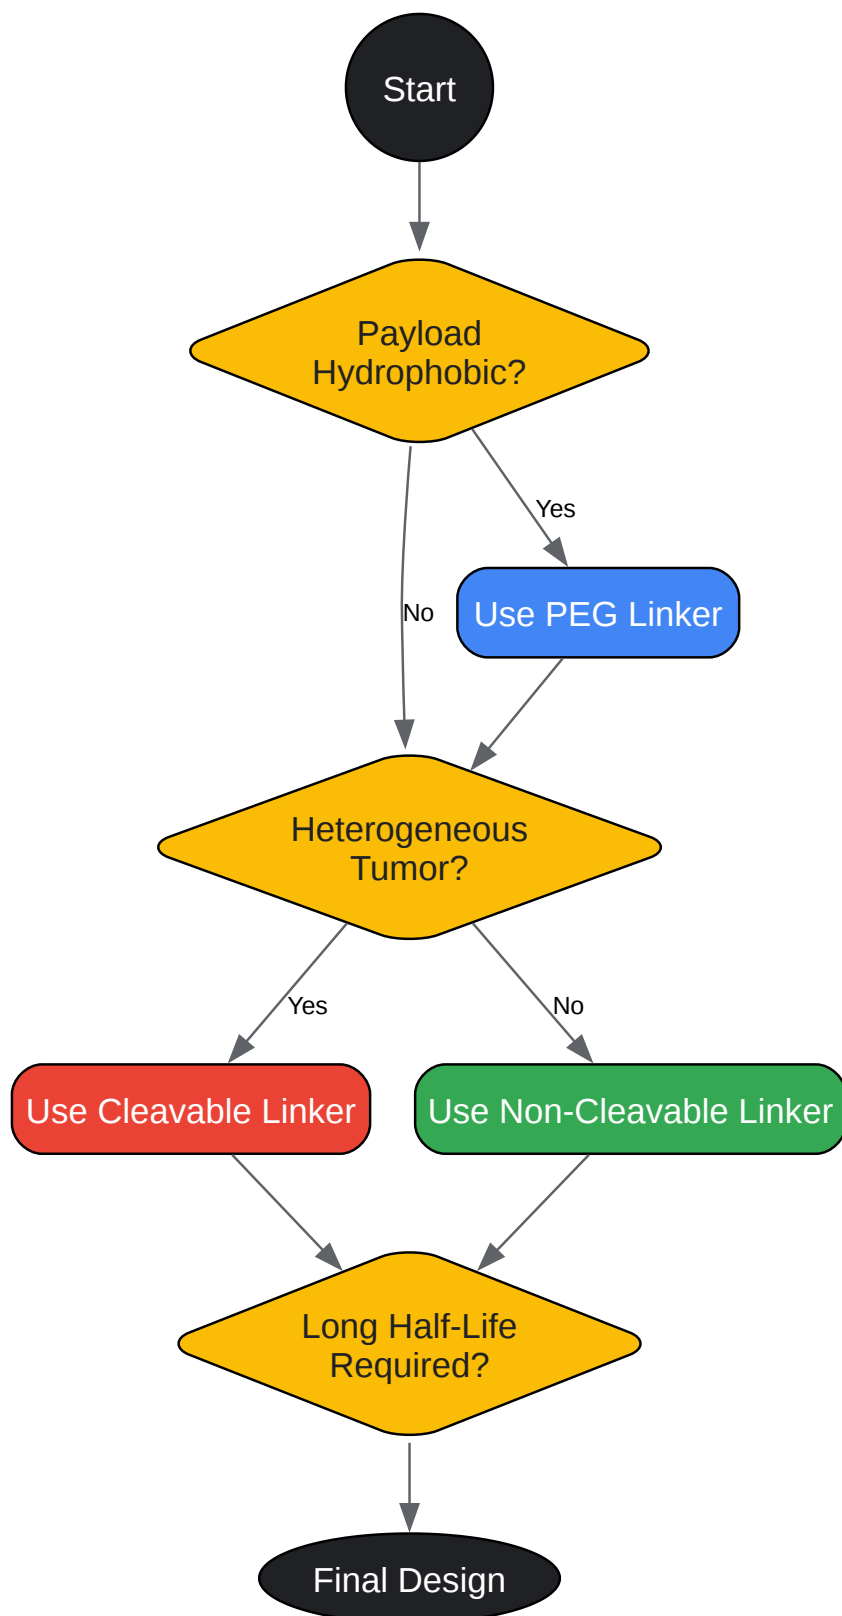 Start
Payload
Hydrophobic?
Yes
Use PEG Linker
No
Heterogeneous
Tumor?
Yes
No
Use Cleavable Linker
Use Non-Cleavable Linker
Long Half-Life
Required?
Final Design